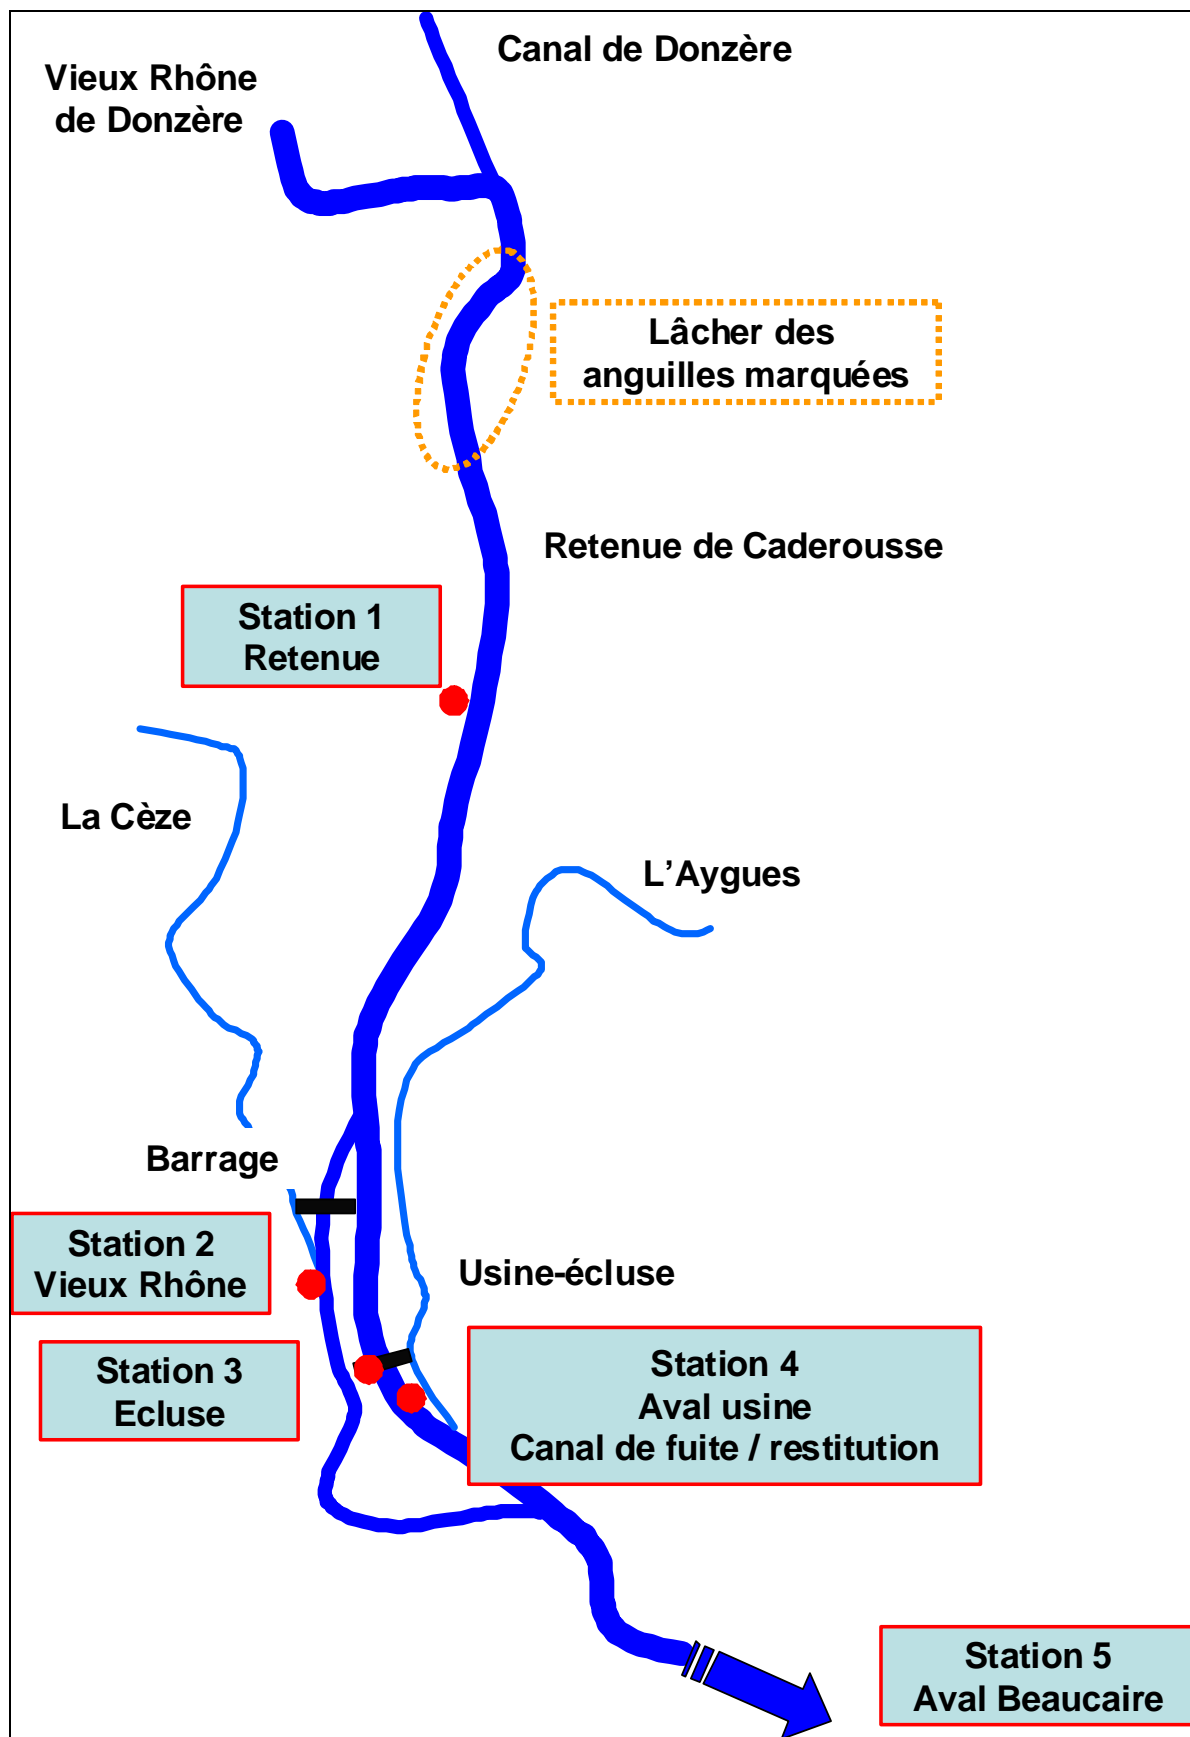 Canal de Donzère
Vieux Rhône
de Donzère
Lâcher des
anguilles marquées
Retenue de Caderousse
Station 1
Retenue
La Cèze
L’Aygues
Barrage
Station 2
Vieux Rhône
Usine-écluse
Station 3
Ecluse
Station 4
Aval usine
Canal de fuite / restitution
Station 5
Aval Beaucaire